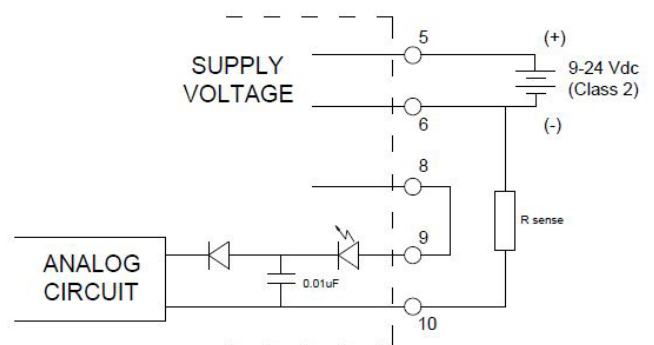 5
(+)
SUPPLY
VOLTAGE
9-24 Vdc
(Class 2)
6
(-)
8
R sense
9
ANALOG
CIRCUIT
0.01uF
10